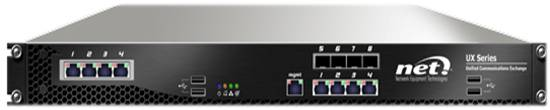 1 2 3 4
5 6 7 8
mgmt
1 2 3 4
net!
Network Equipment Technologies
UX Series
Unified Communications Exchange